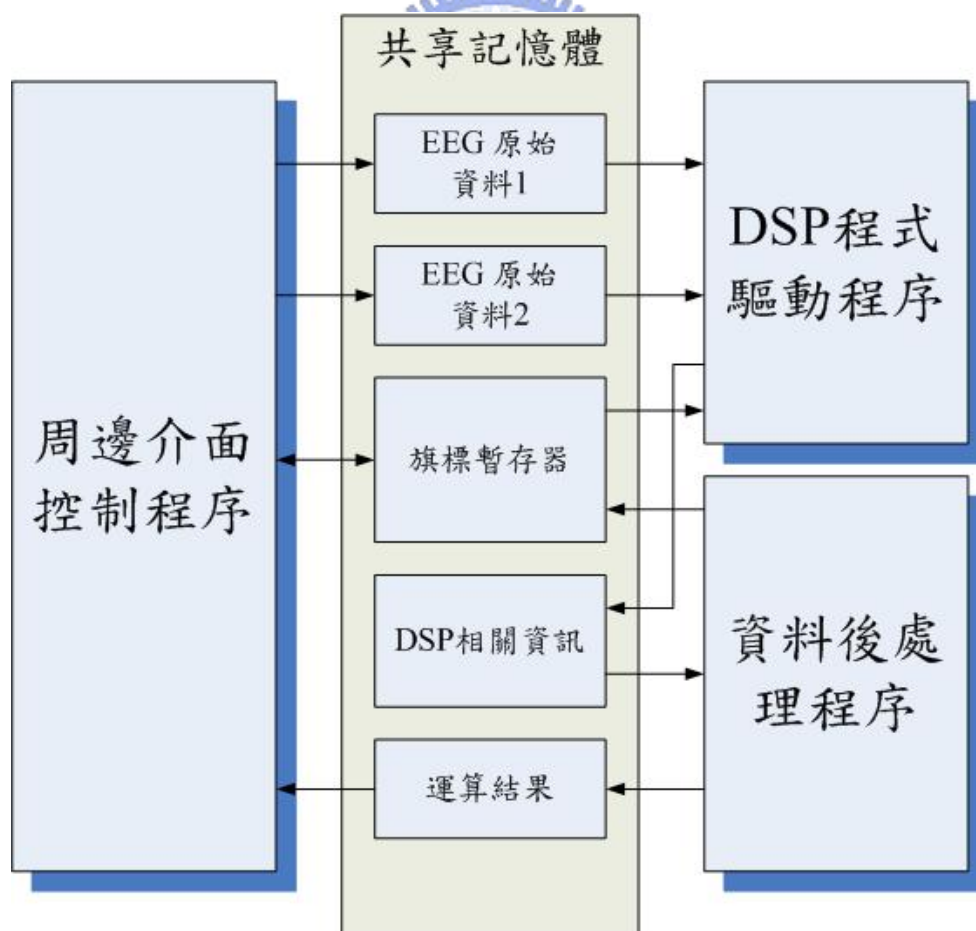 共享記憶體
EEG 原始
資料1
EEG 原始
資料2
旗標暫存器
DSP相關資訊
運算結果
周邊介面
控制程序
DSP程式
驅動程序
資料後處
理程序